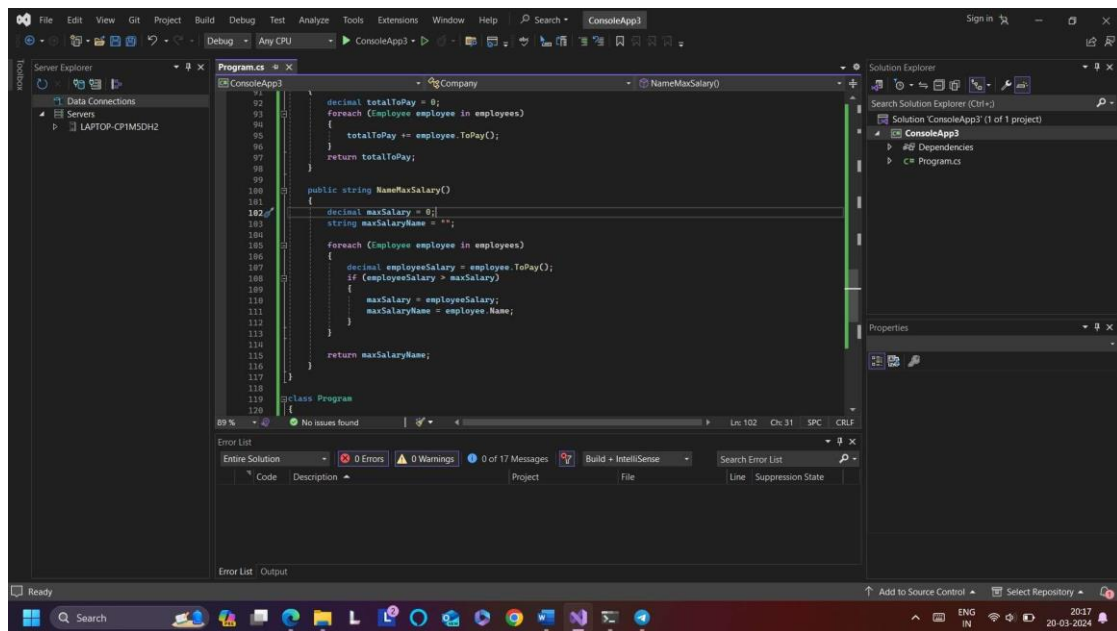 File Edit View Git Project Build Debug Test Analyze Tools Extensions Window Help Search ConsoleApp3 Sign in
Debug Any CPU ConsoleApp3
Toolbox
Server Explorer
Data Connections
Servers
LAPTOP-CP1M5DH2
Program.cs
ConsoleApp3 Company NameMaxSalary()
91 {
92 decimal totalToPay = 0;
93 foreach (Employee employee in employees)
94 {
95 totalToPay += employee.ToPay();
96 }
97 return totalToPay;
98 }
99
100 public string NameMaxSalary()
101 {
102 decimal maxSalary = 0;
103 string maxSalaryName = "";
104
105 foreach (Employee employee in employees)
106 {
107 decimal employeeSalary = employee.ToPay();
108 if (employeeSalary > maxSalary)
109 {
110 maxSalary = employeeSalary;
111 maxSalaryName = employee.Name;
112 }
113 }
114
115 return maxSalaryName;
116 }
117 }
118
119 class Program
120 {
89 % No issues found Ln: 102 Ch: 31 SPC CRLF
Error List
Entire Solution 0 Errors 0 Warnings 0 of 17 Messages Build + IntelliSense Search Error List
Code Description Project File Line Suppression State
Error List Output
Solution Explorer
Search Solution Explorer (Ctrl+;)
Solution 'ConsoleApp3' (1 of 1 project)
ConsoleApp3
Dependencies
C# Program.cs
Properties
Ready Add to Source Control Select Repository
Search ENG IN 20:17 20-03-2024